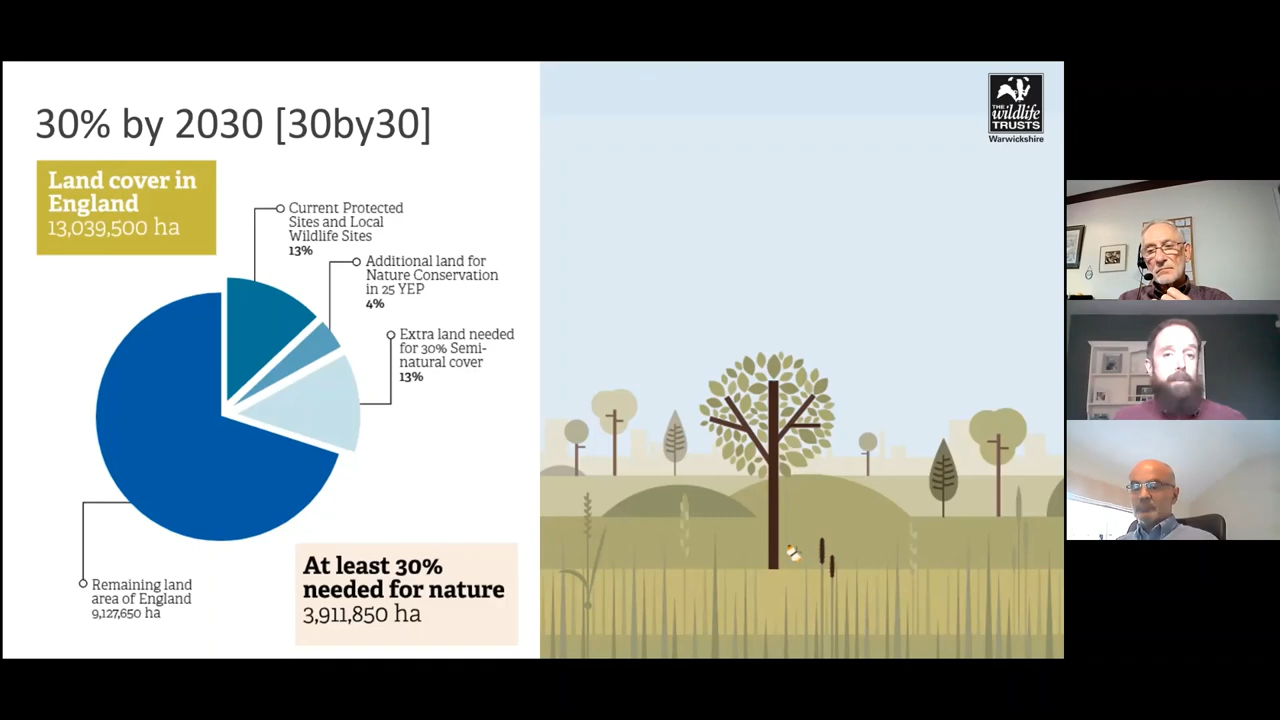 30% by 2030 [30by30]
Land cover in
England
13,039,500 ha
Current Protected
Sites and Local
Wildlife Sites
13%
Additional land for
Nature Conservation
in 25 YEP
4%
Extra land needed
for 30% Semi-
natural cover
13%
Remaining land
area of England
9,127,650 ha
At least 30%
needed for nature
3,911,850 ha
THE
wildlife
TRUSTS
Warwickshire